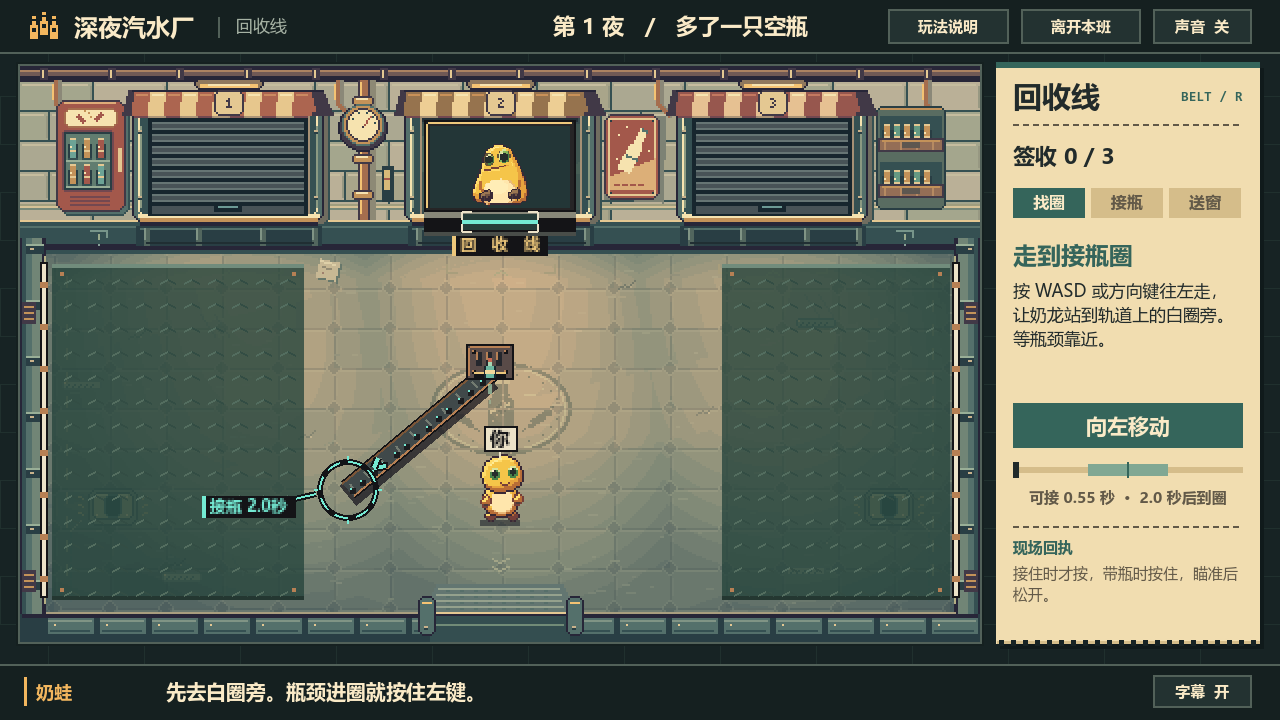 深夜汽水厂
回收线
第 1 夜 / 多了一只空瓶
玩法说明
离开本班
声音 关
1
2
3
回收线
你
接瓶 2.0秒
回收线
BELT / R
签收 0 / 3
找圈
接瓶
送窗
走到接瓶圈
按 WASD 或方向键往左走，
让奶龙站到轨道上的白圈旁。
等瓶颈靠近。
向左移动
可接 0.55 秒 · 2.0 秒后到圈
现场回执
接住时才按，带瓶时按住，瞄准后
松开。
奶蛙
先去白圈旁。瓶颈进圈就按住左键。
字幕 开